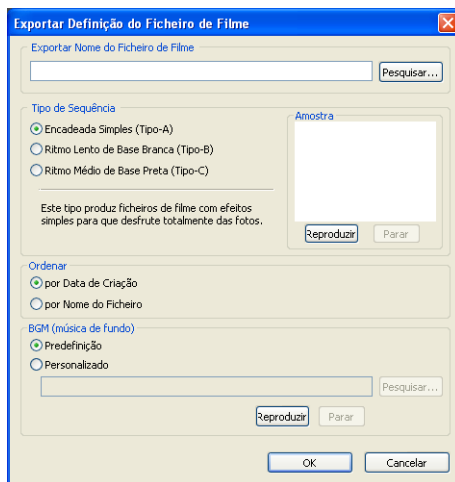 Exportar Definição do Ficheiro de Filme
Exportar Nome do Ficheiro de Filme
Pesquisar...
Tipo de Sequência
Encadeada Simples (Tipo-A)
Ritmo Lento de Base Branca (Tipo-B)
Ritmo Médio de Base Preta (Tipo-C)
Este tipo produz ficheiros de filme com efeitos
simples para que desfrute totalmente das fotos.
Amostra
Reproduzir
Parar
Ordenar
por Data de Criação
por Nome do Ficheiro
BGM (música de fundo)
Predefinição
Personalizado
Pesquisar...
Reproduzir
Parar
OK
Cancelar